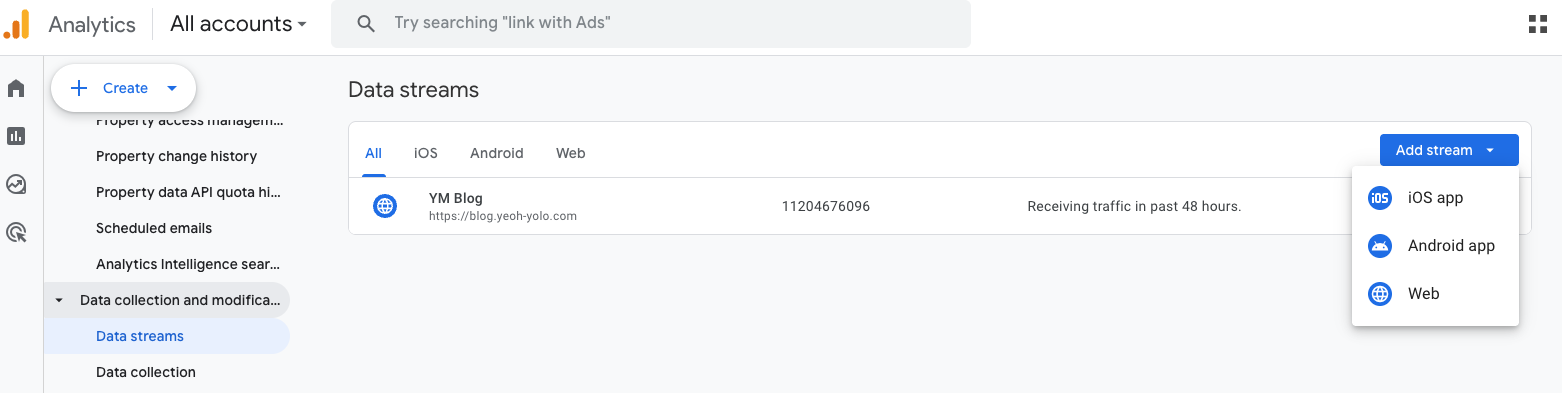 Analytics
All accounts
Try searching "link with Ads"
Create
Property access managem...
Property change history
Property data API quota hi...
Scheduled emails
Analytics Intelligence sear...
Data collection and modifica...
Data streams
Data collection
Data streams
All iOS Android Web
Add stream
YM Blog
https://blog.yeoh-yolo.com
11204676096
Receiving traffic in past 48 hours.
iOS iOS app
Android app
Web